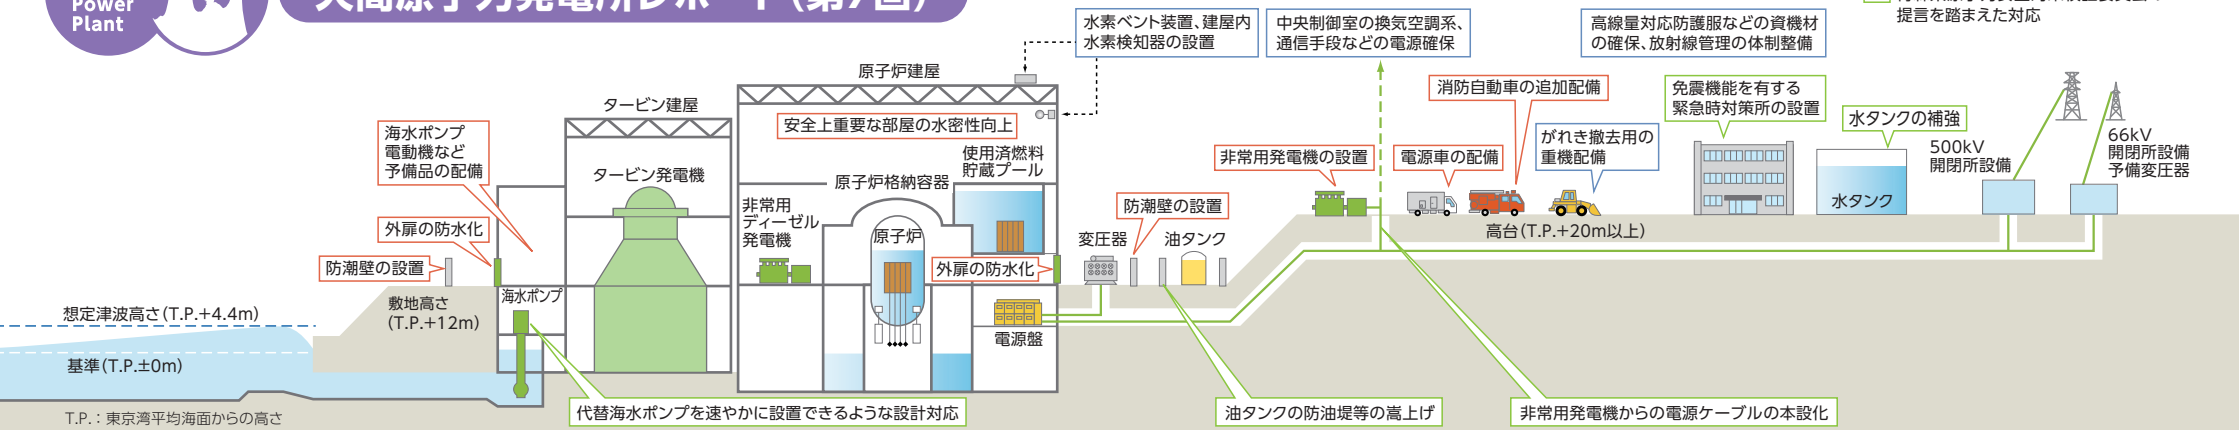 Power
Plant
大間原子力発電所レポート(第7回)
提言を踏まえた対応
水素ベント装置、建屋内
水素検知器の設置
中央制御室の換気空調系、
通信手段などの電源確保
高線量対応防護服などの資機材
の確保、放射線管理の体制整備
原子炉建屋
タービン建屋
海水ポンプ
電動機など
予備品の配備
安全上重要な部屋の水密性向上
使用済燃料
貯蔵プール
タービン発電機
原子炉格納容器
非常用
ディーゼル
発電機
原子炉
外扉の防水化
防潮壁の設置
海水ポンプ
敷地高さ
(T.P.+12m)
想定津波高さ(T.P.+4.4m)
基準(T.P.±0m)
T.P.：東京湾平均海面からの高さ
外扉の防水化
電源盤
変圧器
防潮壁の設置
油タンク
非常用発電機の設置
電源車の配備
消防自動車の追加配備
がれき撤去用の
重機配備
免震機能を有する
緊急時対策所の設置
水タンクの補強
水タンク
500kV
開閉所設備
66kV
開閉所設備
予備変圧器
高台(T.P.+20m以上)
代替海水ポンプを速やかに設置できるような設計対応
油タンクの防油堤等の嵩上げ
非常用発電機からの電源ケーブルの本設化